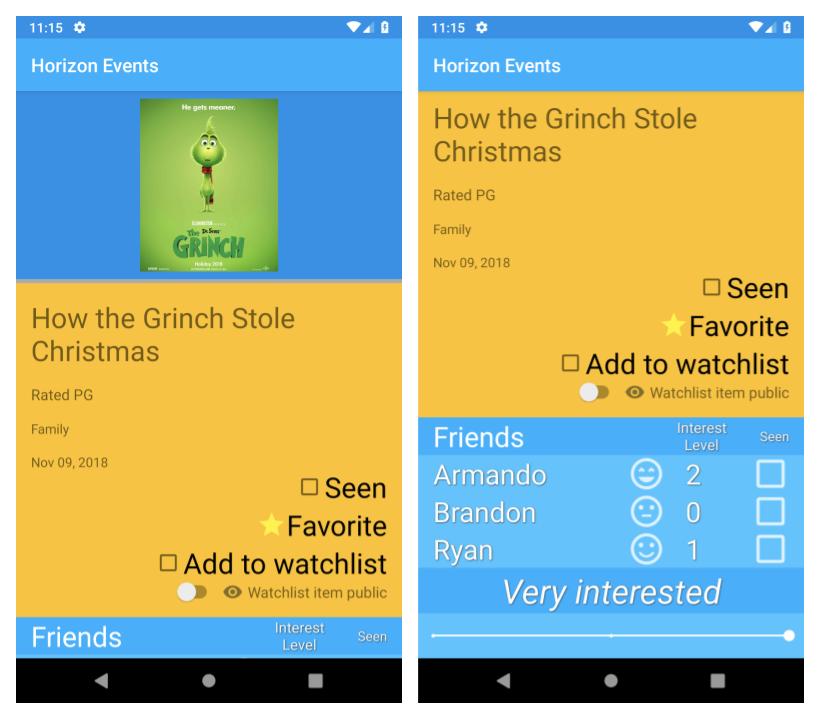 11:15
Horizon Events
He gets meaner.
The Dr. Seuss'
GRINCH
Holiday 2018
How the Grinch Stole
Christmas
Rated PG
Family
Nov 09, 2018
Seen
Favorite
Add to watchlist
Watchlist item public
Friends Interest Level Seen
11:15
Horizon Events
How the Grinch Stole
Christmas
Rated PG
Family
Nov 09, 2018
Seen
Favorite
Add to watchlist
Watchlist item public
Friends Interest Level Seen
Armando 2
Brandon 0
Ryan 1
Very interested